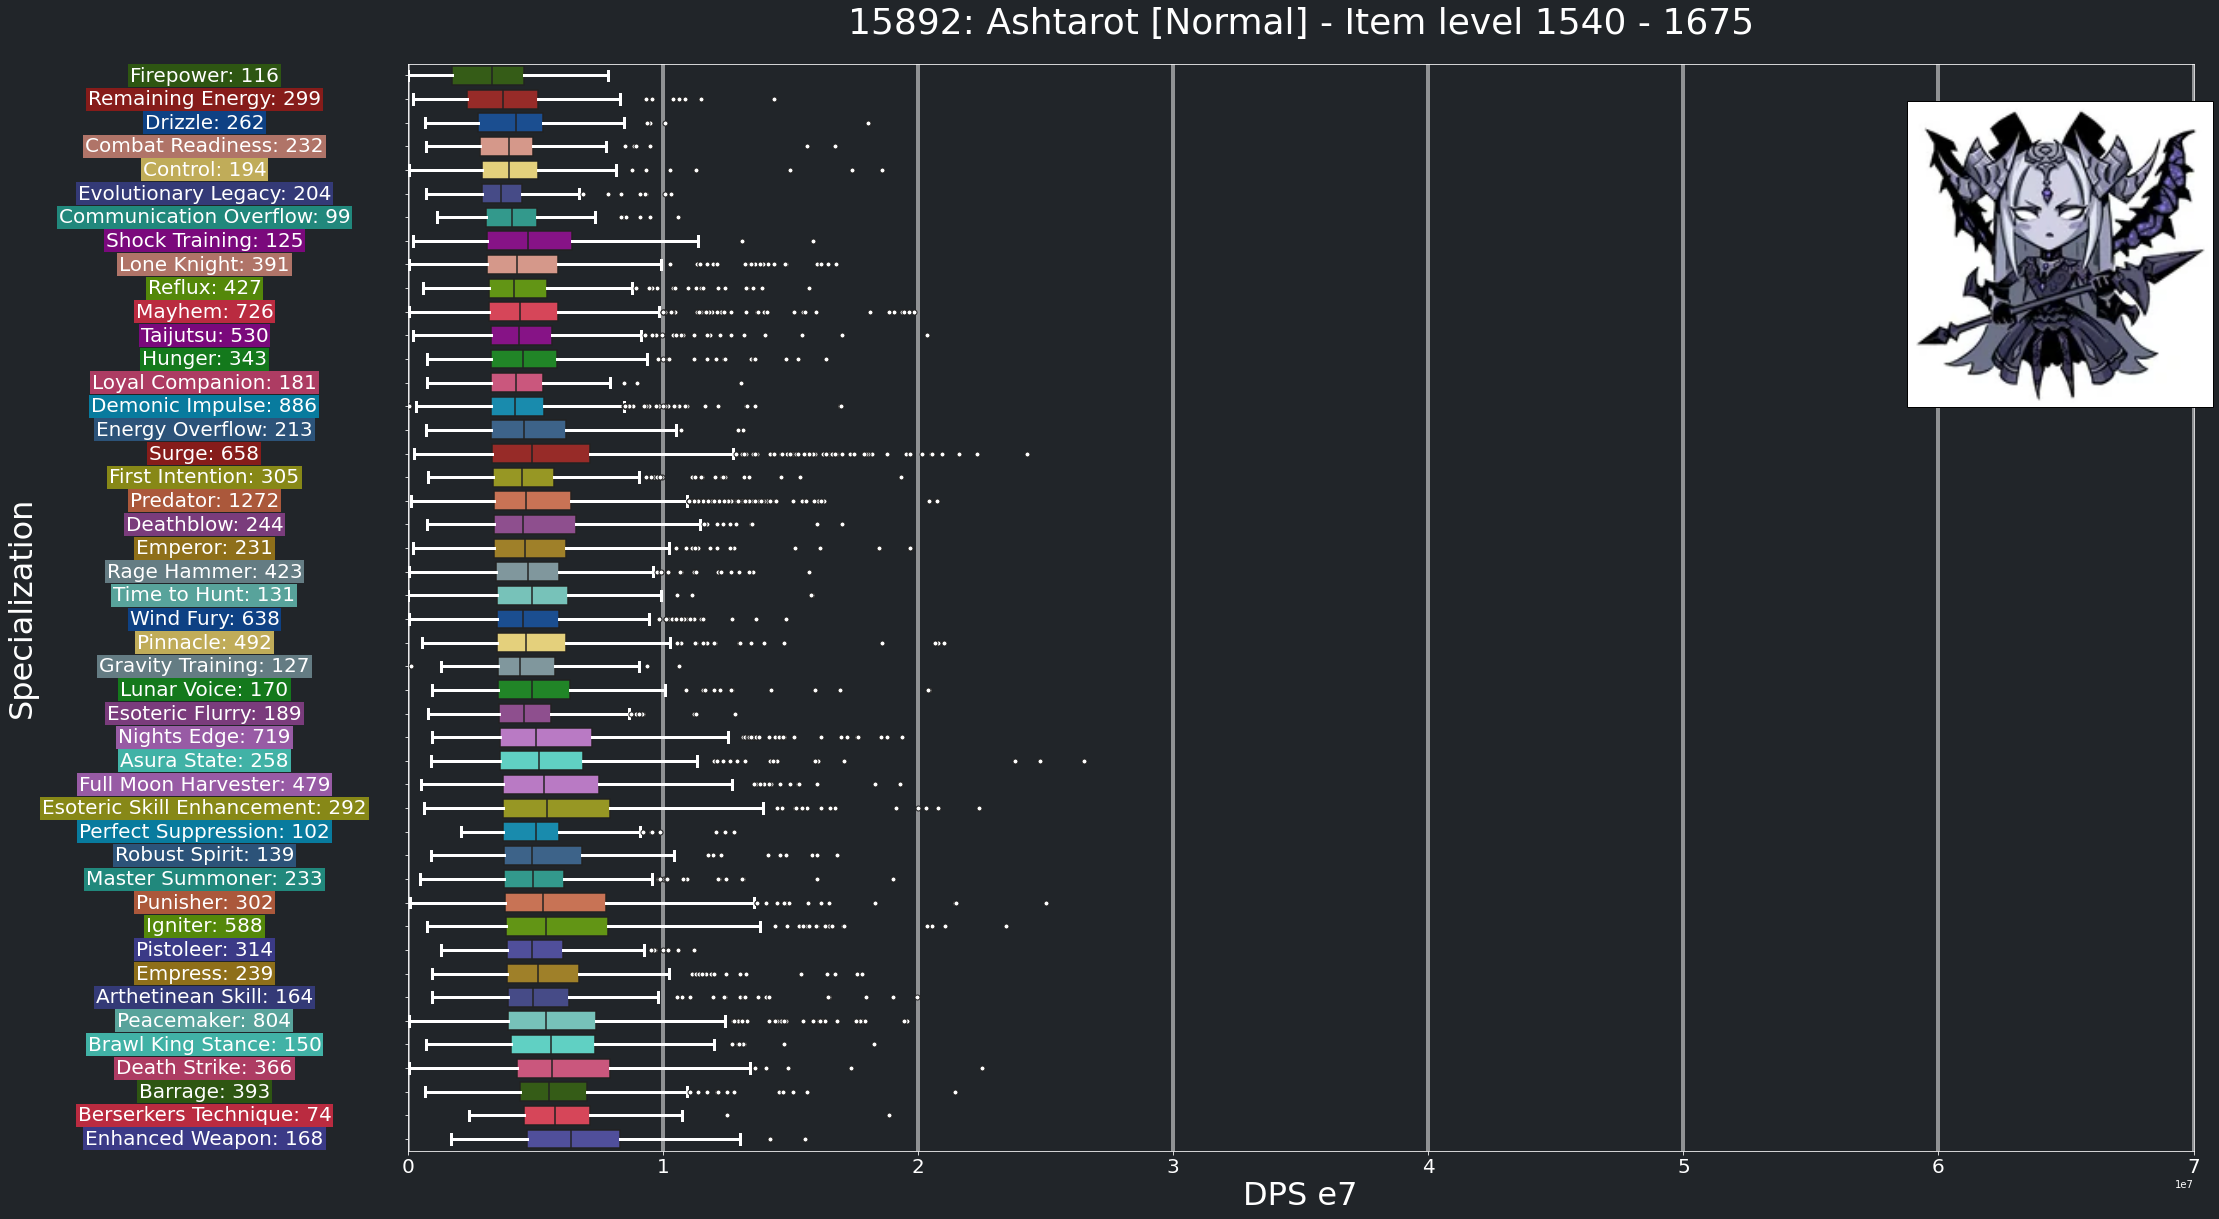 15892: Ashtarot [Normal] - Item level 1540 - 1675
Specialization
Firepower: 116
Remaining Energy: 299
Drizzle: 262
Combat Readiness: 232
Control: 194
Evolutionary Legacy: 204
Communication Overflow: 99
Shock Training: 125
Lone Knight: 391
Reflux: 427
Mayhem: 726
Taijutsu: 530
Hunger: 343
Loyal Companion: 181
Demonic Impulse: 886
Energy Overflow: 213
Surge: 658
First Intention: 305
Predator: 1272
Deathblow: 244
Emperor: 231
Rage Hammer: 423
Time to Hunt: 131
Wind Fury: 638
Pinnacle: 492
Gravity Training: 127
Lunar Voice: 170
Esoteric Flurry: 189
Nights Edge: 719
Asura State: 258
Full Moon Harvester: 479
Esoteric Skill Enhancement: 292
Perfect Suppression: 102
Robust Spirit: 139
Master Summoner: 233
Punisher: 302
Igniter: 588
Pistoleer: 314
Empress: 239
Arthetinean Skill: 164
Peacemaker: 804
Brawl King Stance: 150
Death Strike: 366
Barrage: 393
Berserkers Technique: 74
Enhanced Weapon: 168
0 1 2 3 4 5 6 7
1e7
DPS e7